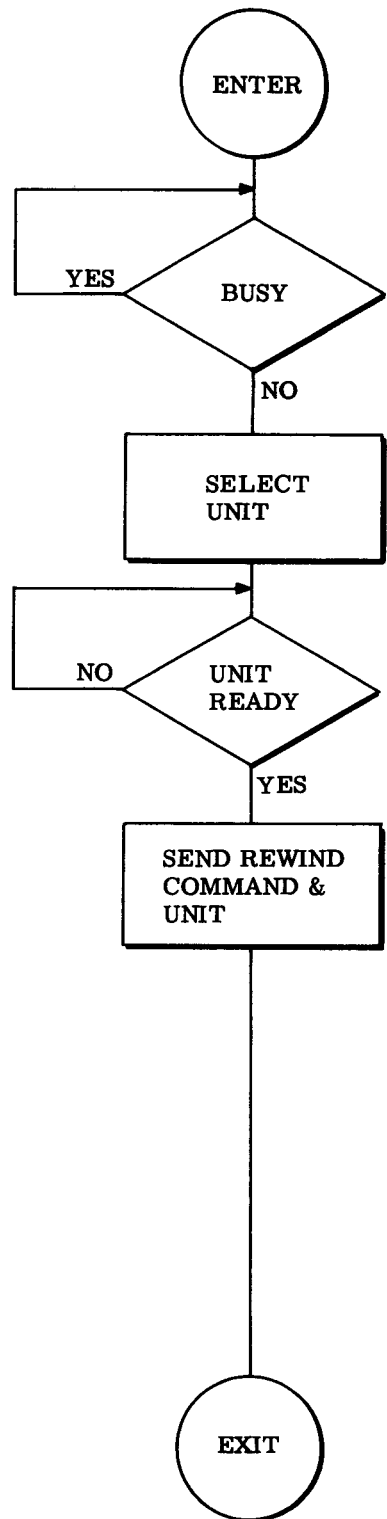 ENTER
YES
BUSY
NO
SELECT
UNIT
NO
UNIT
READY
YES
SEND REWIND
COMMAND &
UNIT
EXIT